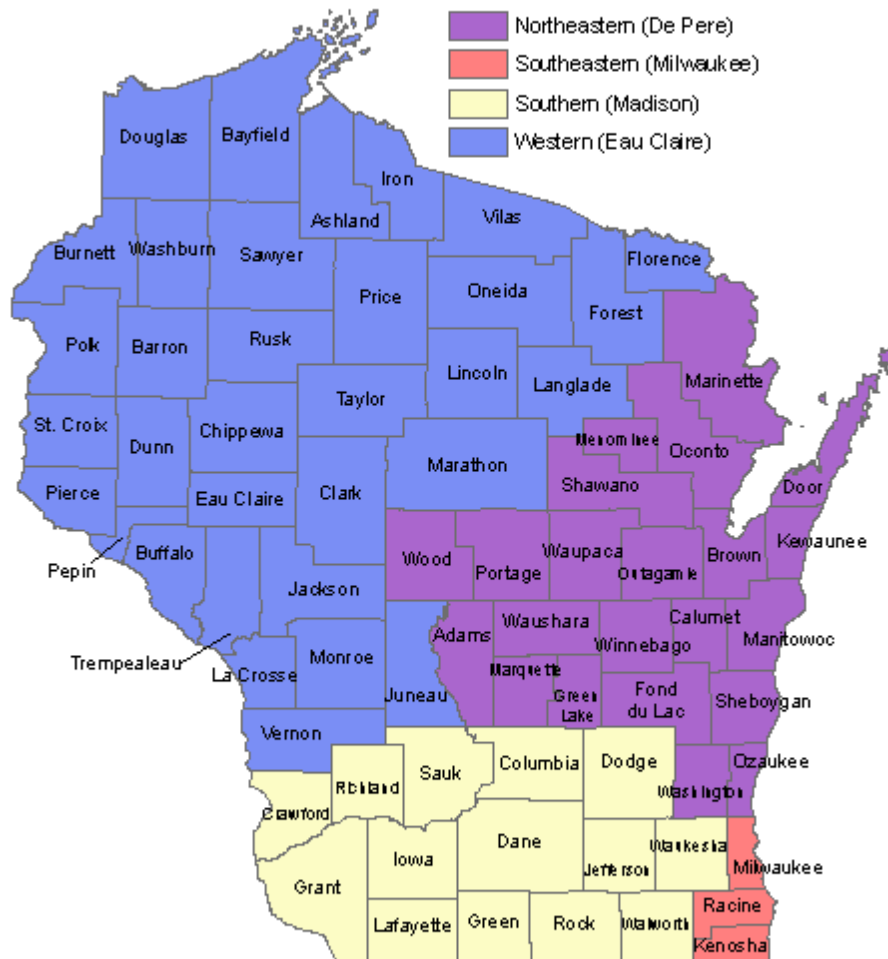 Northeastern (De Pere)
Southeastern (Milwaukee)
Southern (Madison)
Western (Eau Claire)
Douglas
Bayfield
Iron
Ashland
Vilas
Burnett
Washburn
Sawyer
Florence
Price
Oneida
Forest
Polk
Barron
Rusk
Lincoln
Langlade
Marinette
Taylor
St. Croix
Chippewa
Dunn
Menominee
Oconto
Marathon
Clark
Shawano
Pierce
Eau Claire
Door
Pepin
Buffalo
Wood
Portage
Waupaca
Outagamie
Brown
Kewaunee
Jackson
Trempealeau
Adams
Waushara
Calumet
Winnebago
Manitowoc
La Crosse
Monroe
Juneau
Marquette
Green
Lake
Fond
du Lac
Sheboygan
Vernon
Columbia
Dodge
Ozaukee
Washington
Sauk
Richland
Crawford
Dane
Iowa
Jefferson
Waukesha
Milwaukee
Grant
Lafayette
Green
Rock
Walworth
Racine
Kenosha